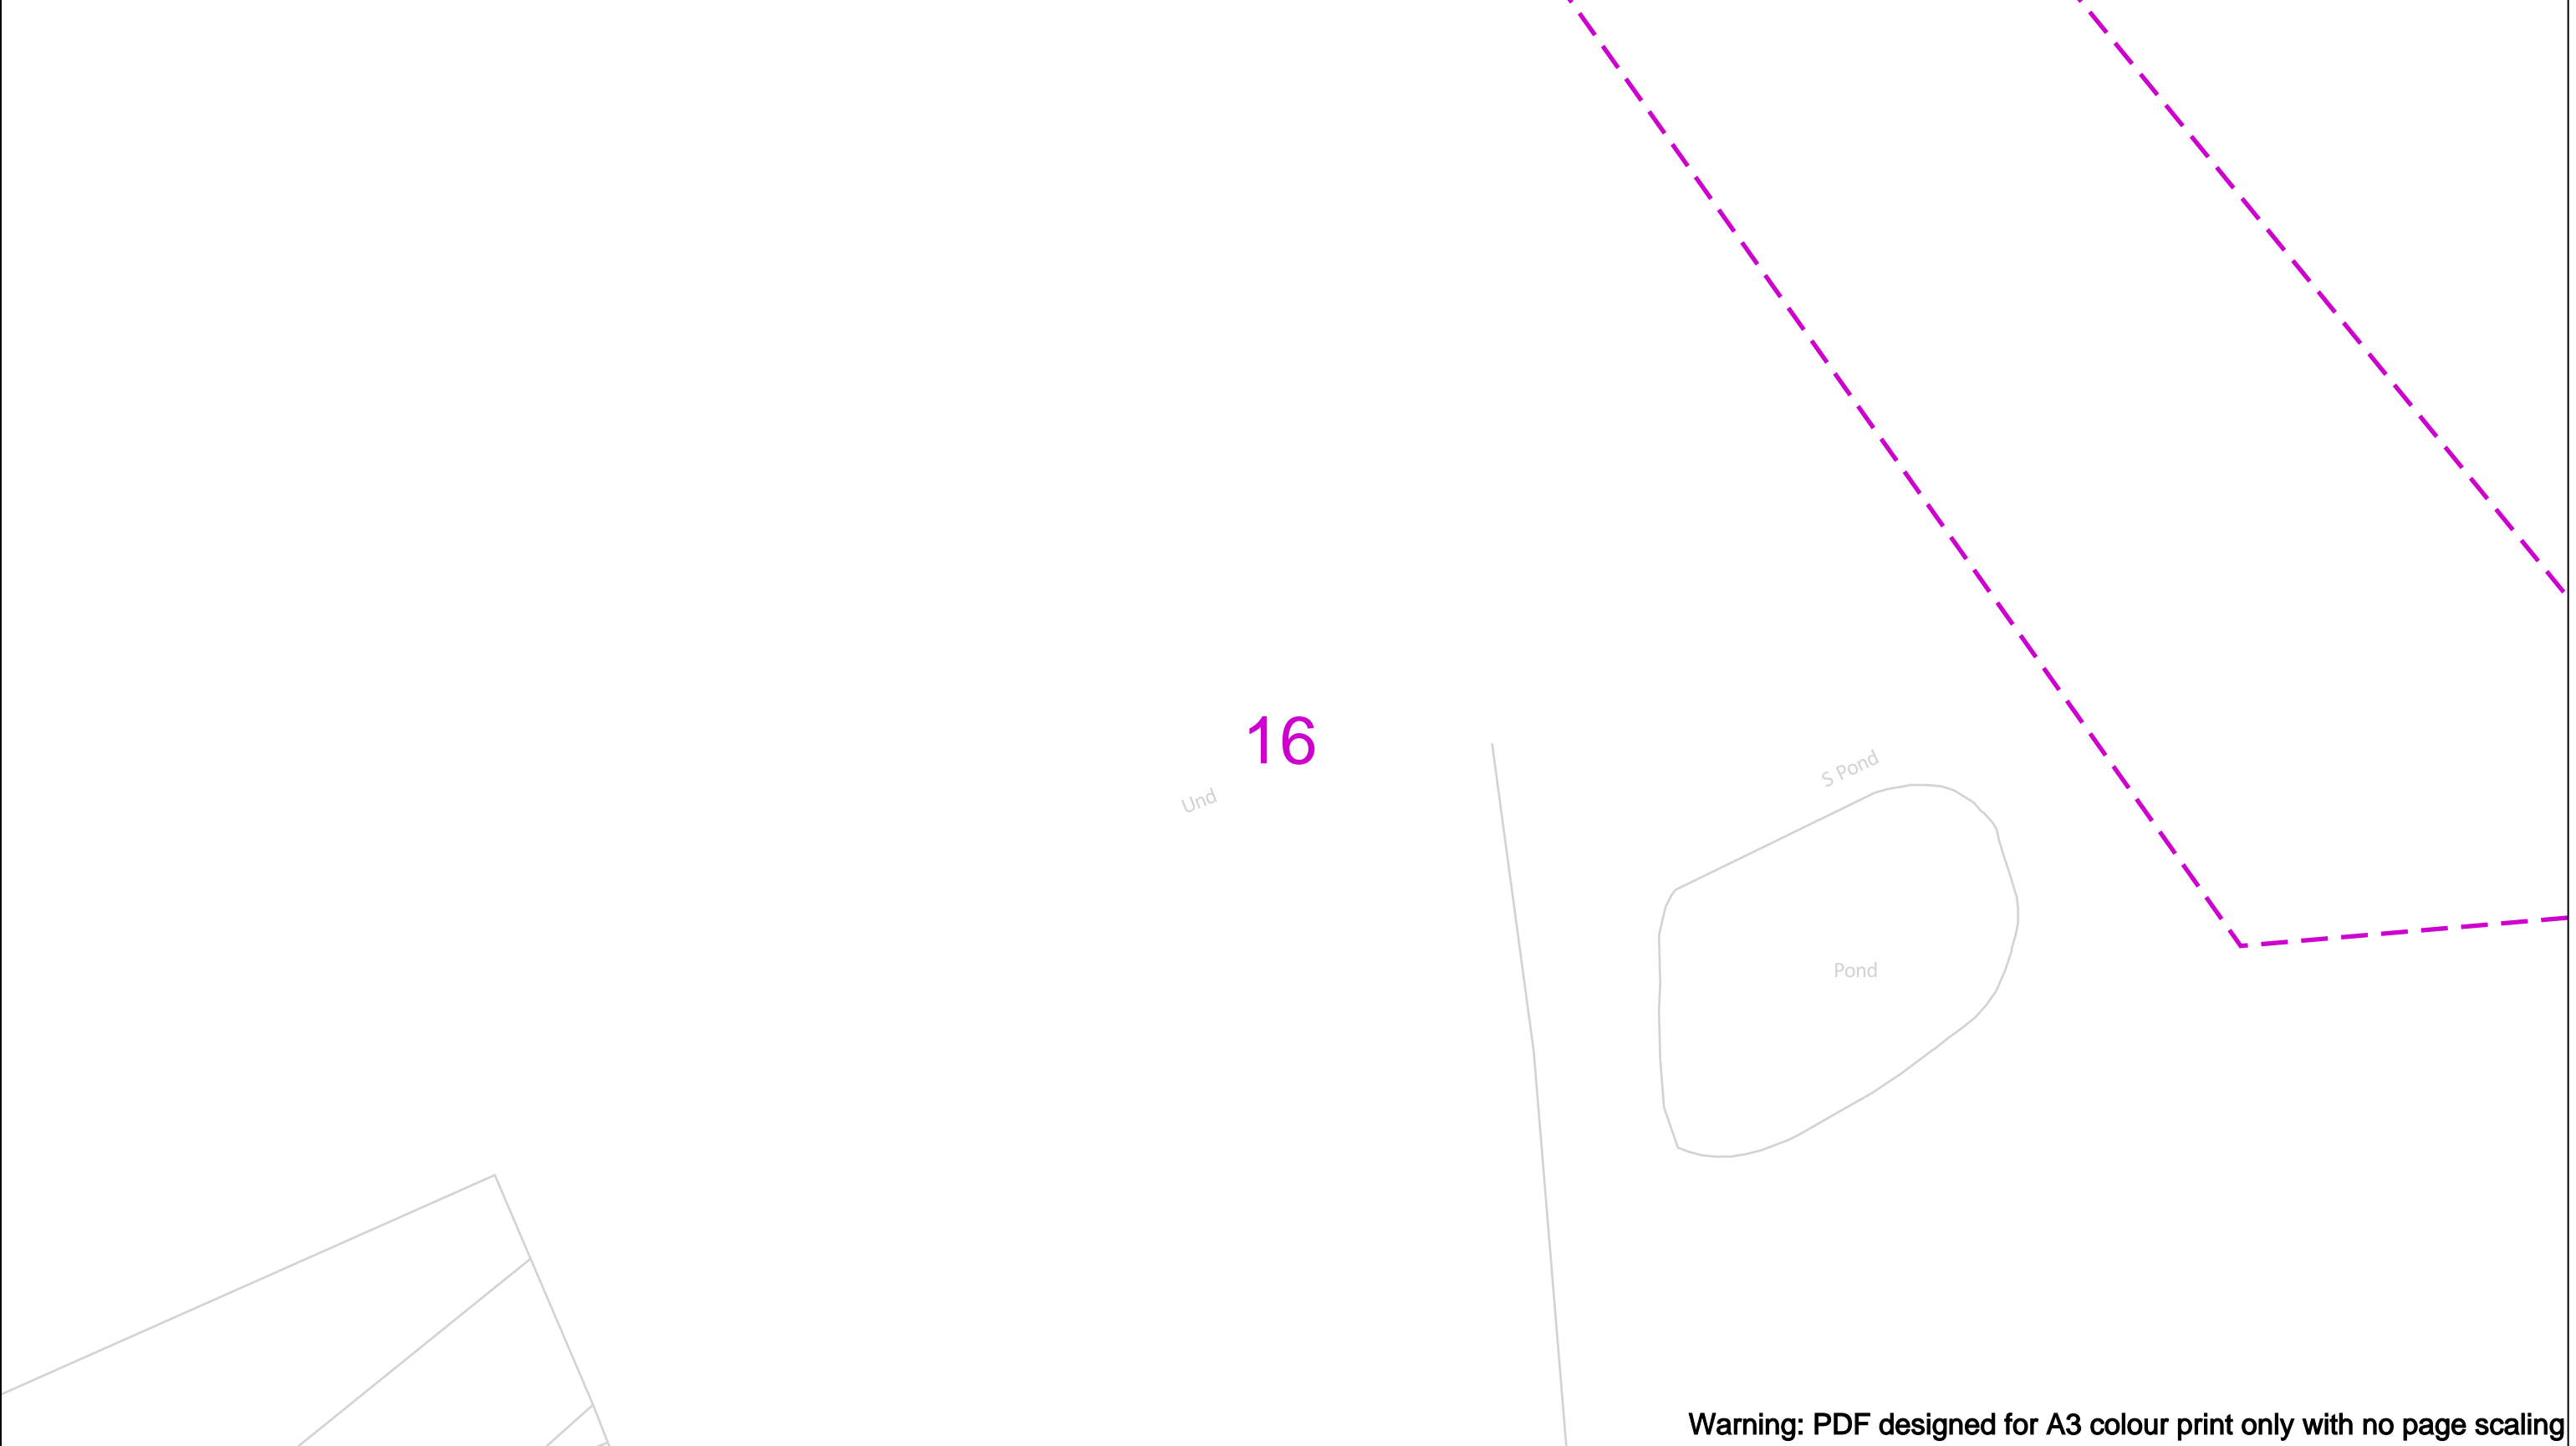 16
S Pond
Und
Pond
Warning: PDF designed for A3 colour print only with no page scaling